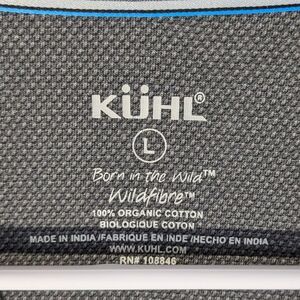 KÜHL®
L
Born in the Wild™
Wildfibre™
100% ORGANIC COTTON
BIOLOGIQUE COTON
MADE IN INDIA/FABRIQUE EN INDE/HECHO EN INDIA
WWW.KUHL.COM
RN# 108846